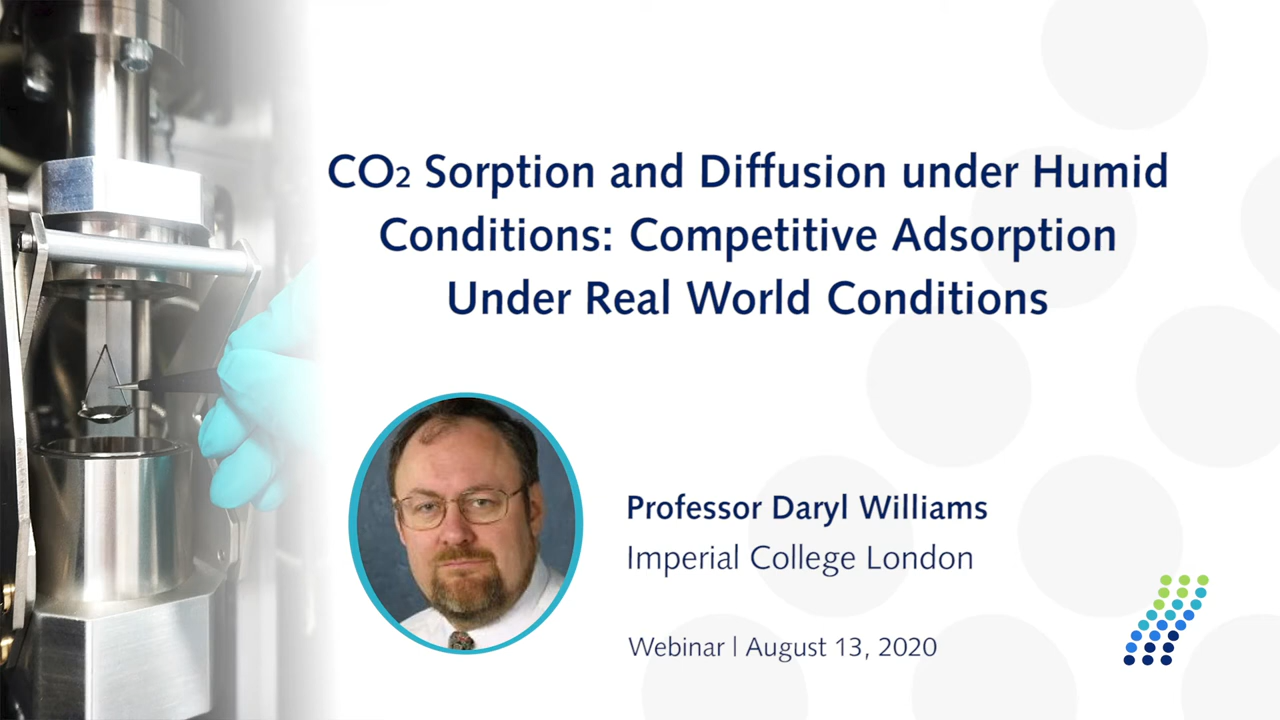 CO₂ Sorption and Diffusion under Humid
Conditions: Competitive Adsorption
Under Real World Conditions
Professor Daryl Williams
Imperial College London
Webinar | August 13, 2020